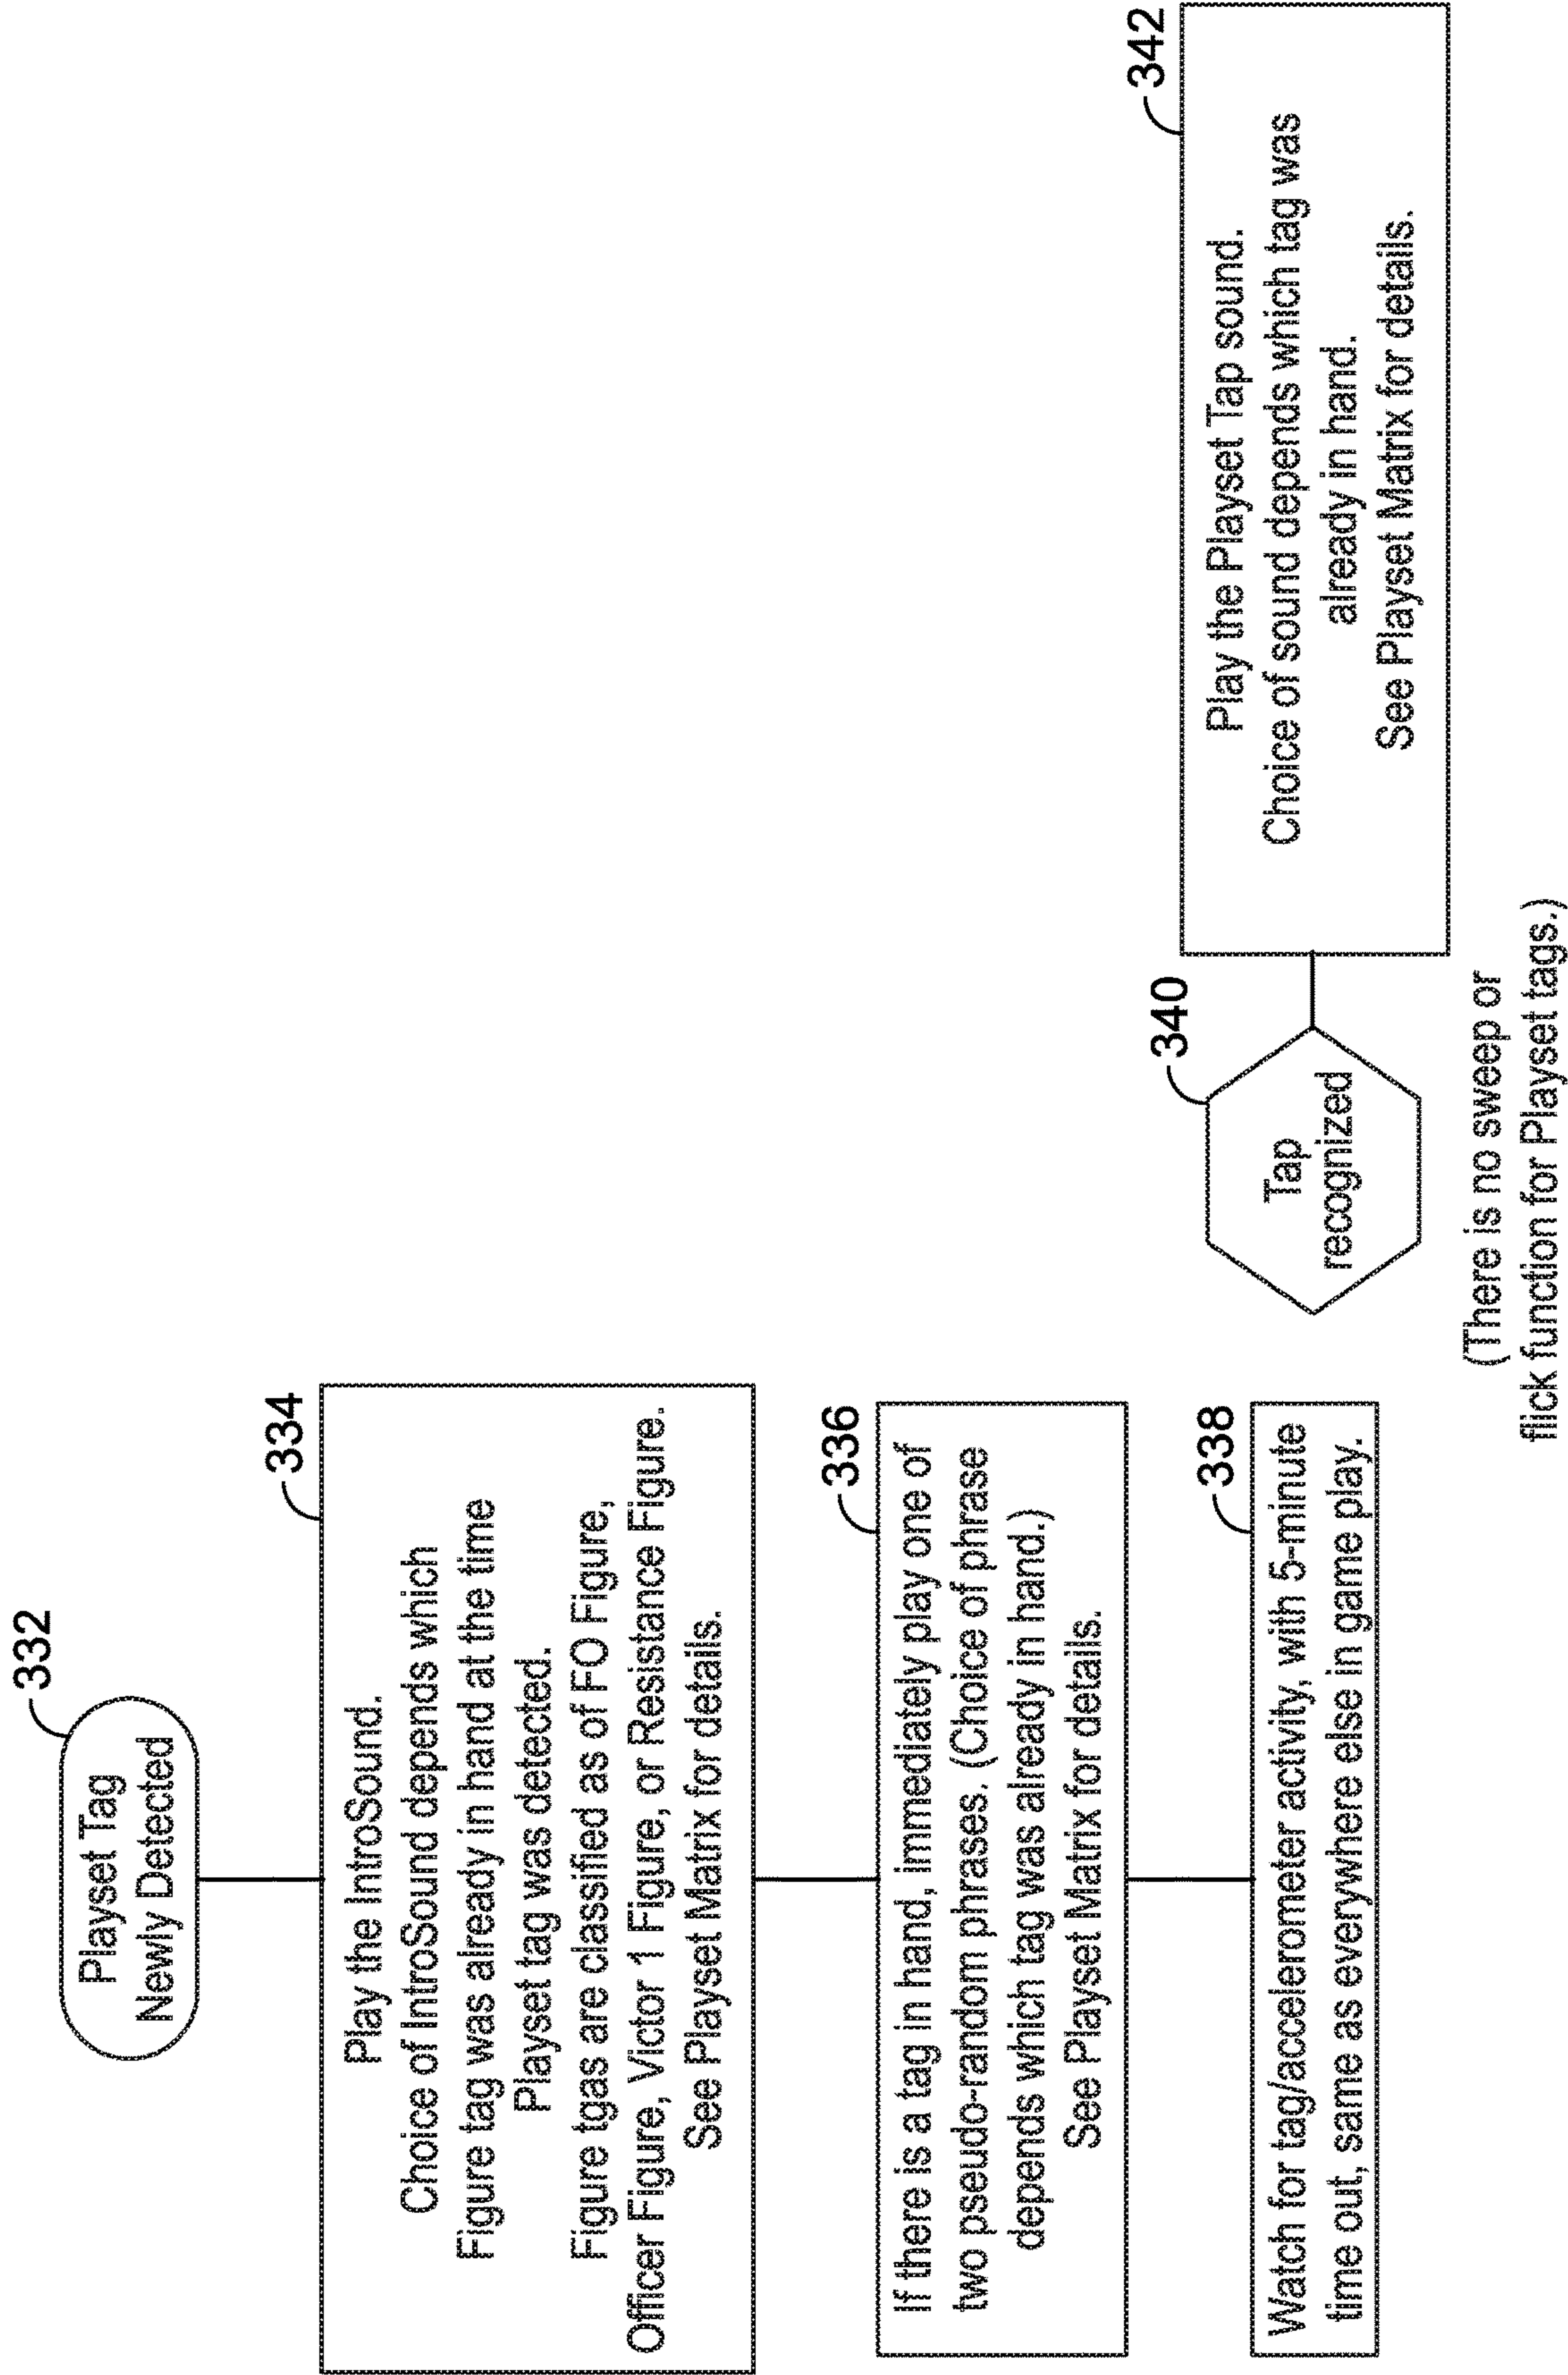 332
Playset Tag
Newly Detected
334
Play the IntroSound.
Choice of IntroSound depends which
Figure tag was already in hand at the time
Playset tag was detected.
Figure tgas are classified as of FO Figure,
Officer Figure, Victor 1 Figure, or Resistance Figure.
See Playset Matrix for details.
336
If there is a tag in hand, immediately play one of
two pseudo-random phrases. (Choice of phrase
depends which tag was already in hand.)
See Playset Matrix for details.
338
Watch for tag/accelerometer activity, with 5-minute
time out, same as everywhere else in game play.
340
Tap
recognized
(There is no sweep or
flick function for Playset tags.)
342
Play the Playset Tap sound.
Choice of sound depends which tag was
already in hand.
See Playset Matrix for details.